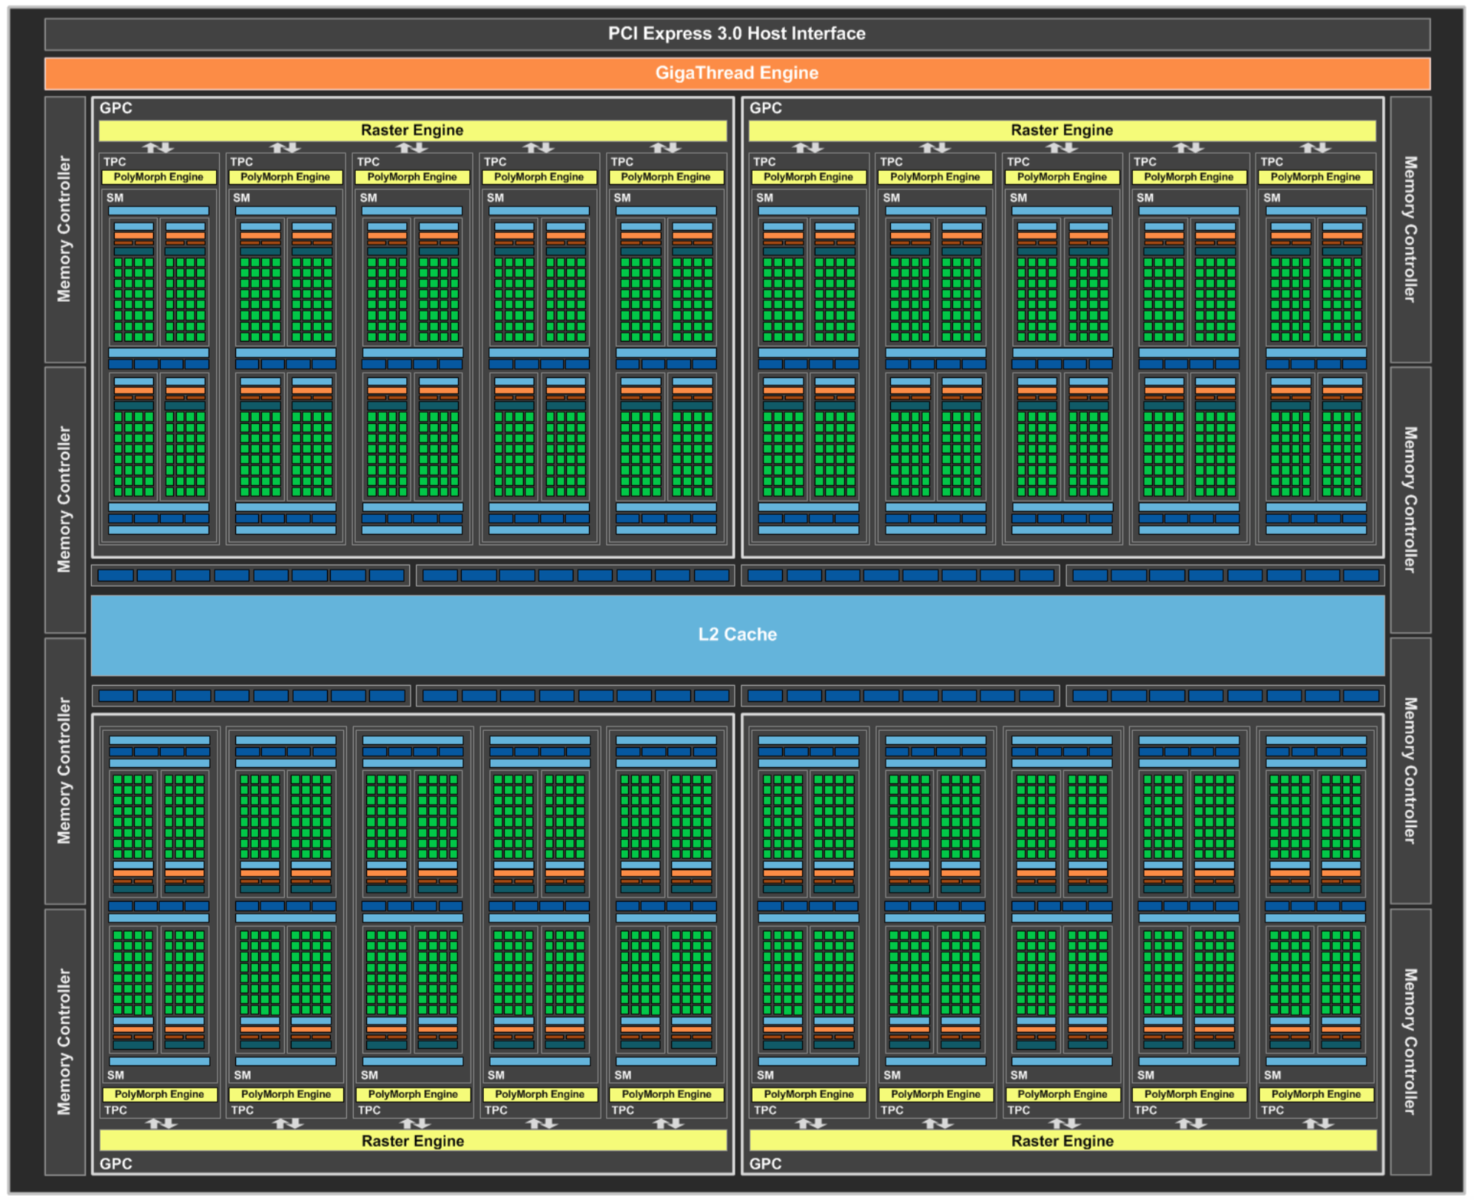 PCI Express 3.0 Host Interface
GigaThread Engine
Memory Controller
Memory Controller
Memory Controller
Memory Controller
GPC
Raster Engine
TPC TPC TPC TPC TPC
PolyMorph Engine PolyMorph Engine PolyMorph Engine PolyMorph Engine PolyMorph Engine
SM SM SM SM SM
GPC
Raster Engine
TPC TPC TPC TPC TPC
PolyMorph Engine PolyMorph Engine PolyMorph Engine PolyMorph Engine PolyMorph Engine
SM SM SM SM SM
L2 Cache
SM SM SM SM SM
PolyMorph Engine PolyMorph Engine PolyMorph Engine PolyMorph Engine PolyMorph Engine
TPC TPC TPC TPC TPC
Raster Engine
GPC
SM SM SM SM SM
PolyMorph Engine PolyMorph Engine PolyMorph Engine PolyMorph Engine PolyMorph Engine
TPC TPC TPC TPC TPC
Raster Engine
GPC
Memory Controller
Memory Controller
Memory Controller
Memory Controller